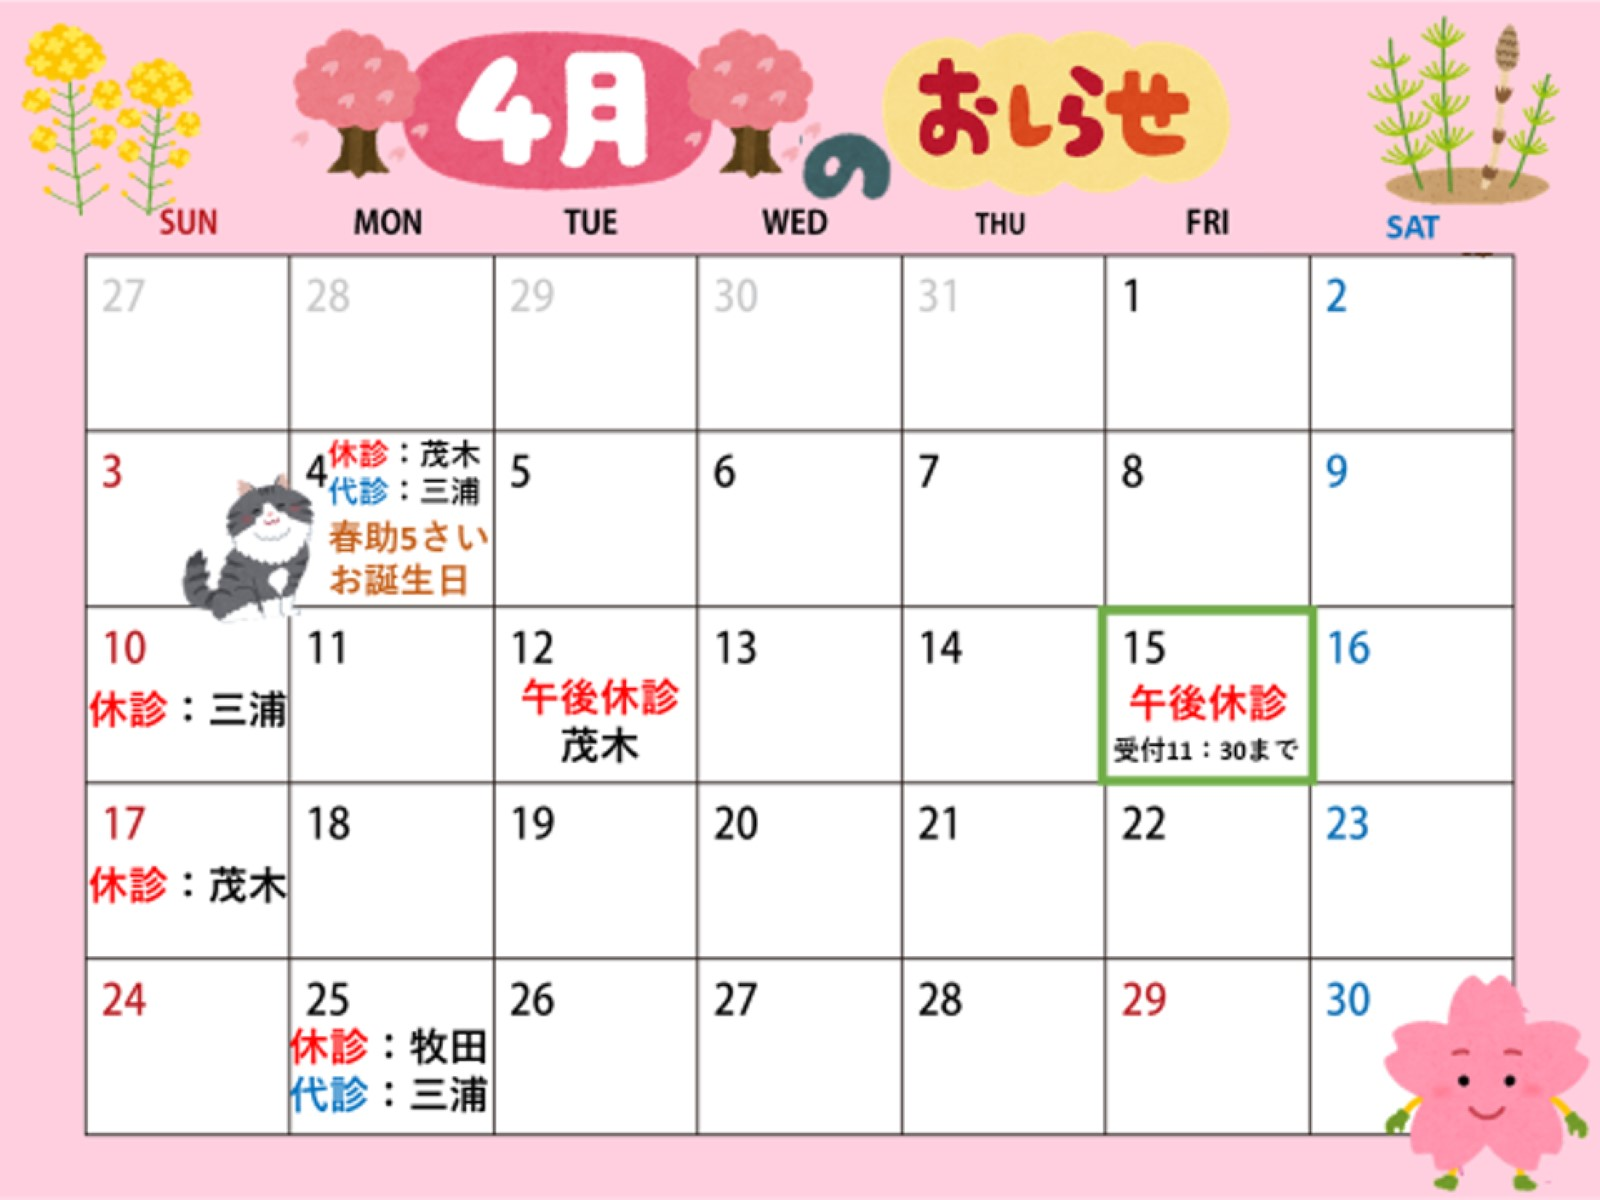 4月のおしらせ
SUN MON TUE WED THU FRI SAT
27 28 29 30 31 1 2
3 4 5 6 7 8 9
休診：茂木
代診：三浦
春助5さい
お誕生日
10 11 12 13 14 15 16
休診：三浦
午後休診
茂木
午後休診
受付11：30まで
17 18 19 20 21 22 23
休診：茂木
24 25 26 27 28 29 30
休診：牧田
代診：三浦